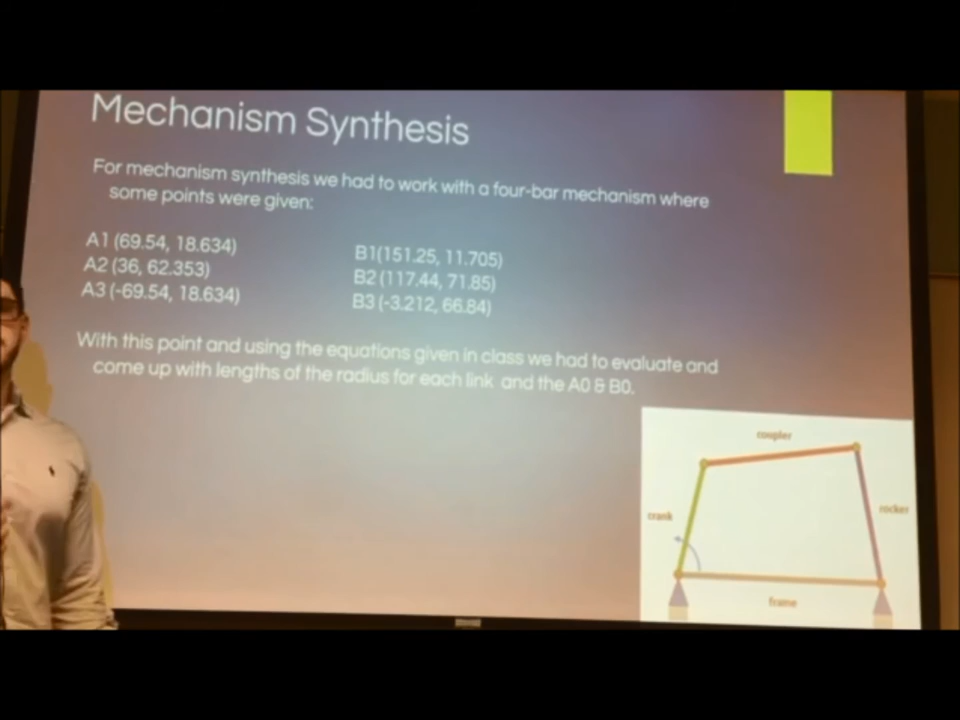 Mechanism Synthesis
For mechanism synthesis we had to work with a four-bar mechanism where
some points were given:
A1 (69.54, 18.634)
A2 (36, 62.353)
A3 (-69.54, 18.634)
B1(151.25, 11.705)
B2 (117.44, 71.85)
B3 (-3.212, 66.84)
With this point and using the equations given in class we had to evaluate and
come up with lengths of the radius for each link and the A0 & B0.
coupler
crank
rocker
frame